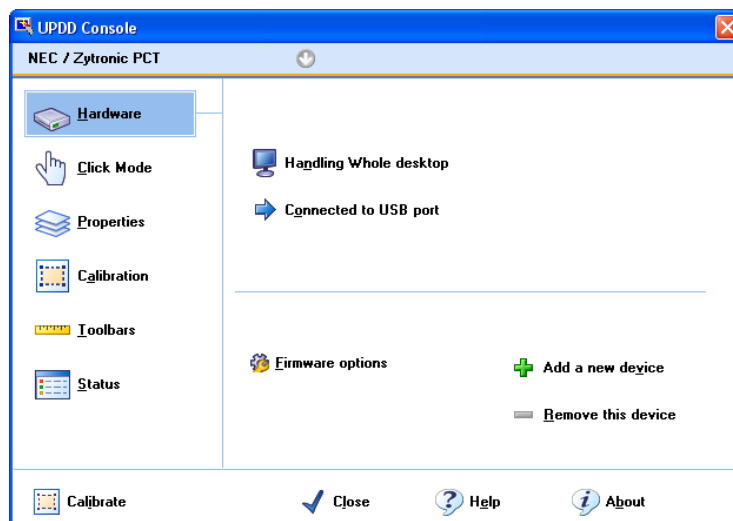 UPDD Console
NEC / Zytronic PCT
Hardware
Click Mode
Properties
Calibration
Toolbars
Status
Handling Whole desktop
Connected to USB port
Firmware options
Add a new device
Remove this device
Calibrate
Close
Help
About